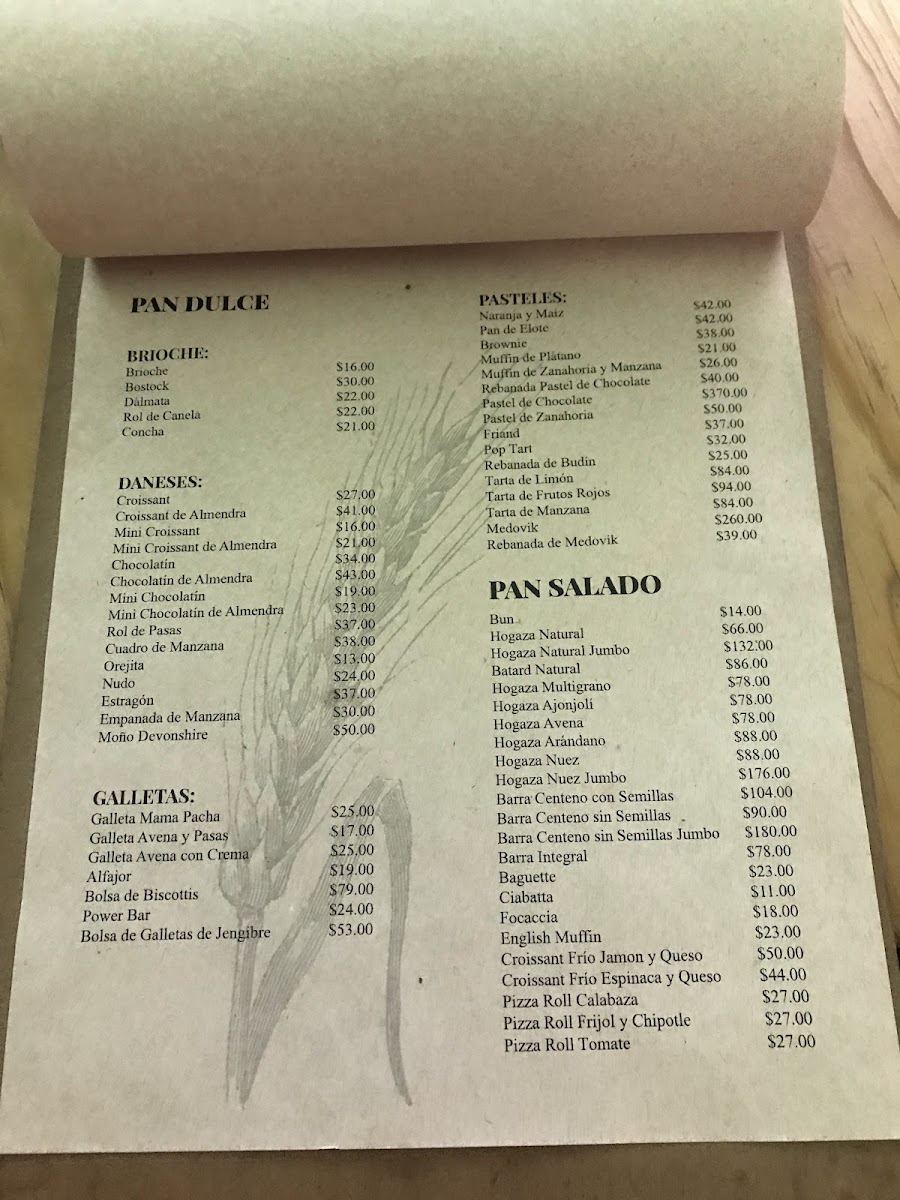 PAN DULCE
BRIOCHE:
Brioche $16.00
Bostock $30.00
Dálmata $22.00
Rol de Canela $22.00
Concha $21.00
DANESES:
Croissant $27.00
Croissant de Almendra $41.00
Mini Croissant $16.00
Mini Croissant de Almendra $21.00
Chocolatín $34.00
Chocolatín de Almendra $43.00
Mini Chocolatín $19.00
Mini Chocolatín de Almendra $23.00
Rol de Pasas $37.00
Cuadro de Manzana $38.00
Orejita $13.00
Nudo $24.00
Estragón $37.00
Empanada de Manzana $30.00
Moño Devonshire $50.00
GALLETAS:
Galleta Mama Pacha $25.00
Galleta Avena y Pasas $17.00
Galleta Avena con Crema $25.00
Alfajor $19.00
Bolsa de Biscottis $79.00
Power Bar $24.00
Bolsa de Galletas de Jengibre $53.00
PASTELES:
Naranja y Maiz $42.00
Pan de Elote $42.00
Brownie $38.00
Muffin de Plátano $21.00
Muffin de Zanahoria y Manzana $26.00
Rebanada Pastel de Chocolate $40.00
Pastel de Chocolate $370.00
Pastel de Zanahoria $50.00
Friand $37.00
Pop Tart $32.00
Rebanada de Budin $25.00
Tarta de Limón $84.00
Tarta de Frutos Rojos $94.00
Tarta de Manzana $84.00
Medovik $260.00
Rebanada de Medovik $39.00
PAN SALADO
Bun $14.00
Hogaza Natural $66.00
Hogaza Natural Jumbo $132.00
Batard Natural $86.00
Hogaza Multigrano $78.00
Hogaza Ajonjolí $78.00
Hogaza Avena $78.00
Hogaza Arándano $88.00
Hogaza Nuez $88.00
Hogaza Nuez Jumbo $176.00
Barra Centeno con Semillas $104.00
Barra Centeno sin Semillas $90.00
Barra Centeno sin Semillas Jumbo $180.00
Barra Integral $78.00
Baguette $23.00
Ciabatta $11.00
Focaccia $18.00
English Muffin $23.00
Croissant Frío Jamon y Queso $50.00
Croissant Frío Espinaca y Queso $44.00
Pizza Roll Calabaza $27.00
Pizza Roll Frijol y Chipotle $27.00
Pizza Roll Tomate $27.00